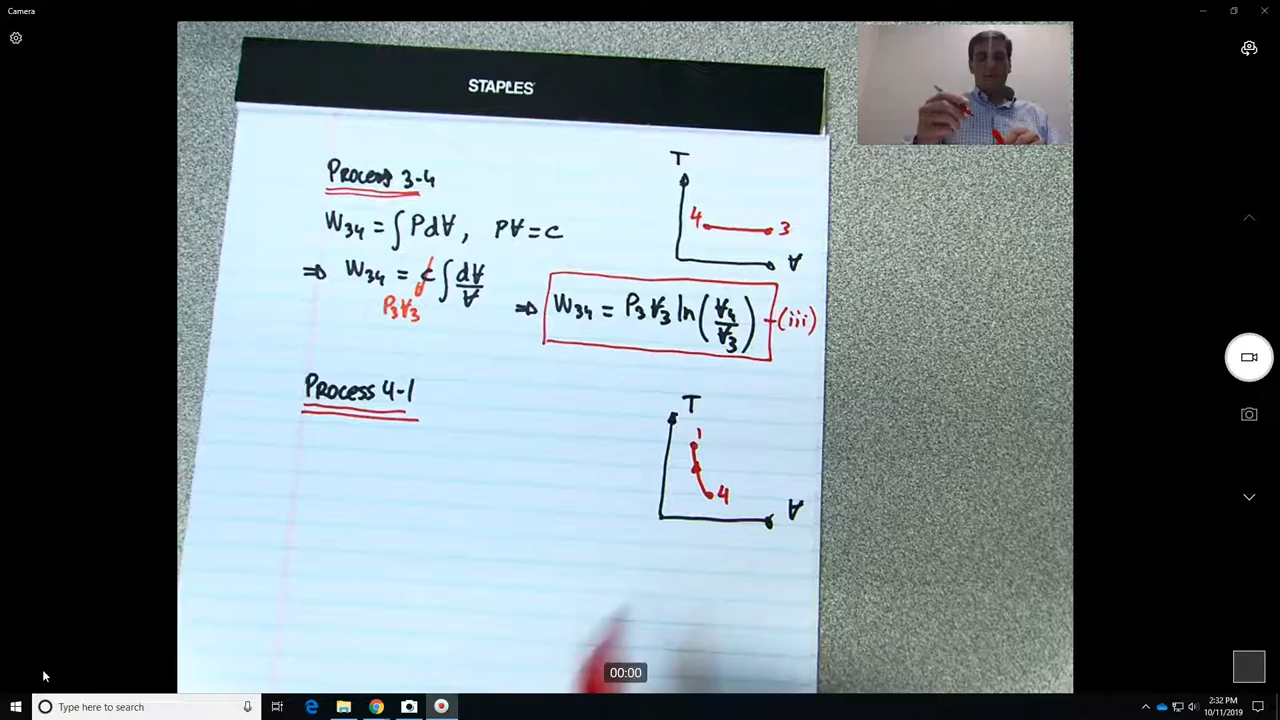 Camera
STAPLES
Process 3-4
W₃₄ = ∫ P dV, PV = c
⇒ W₃₄ = c ∫ dV/V
P₃V₃
⇒ W₃₄ = P₃V₃ ln(V₄/V₃) - (iii)
T
4
3
V
Process 4-1
T
1
4
V
00:00
Type here to search
2:32 PM
10/11/2019